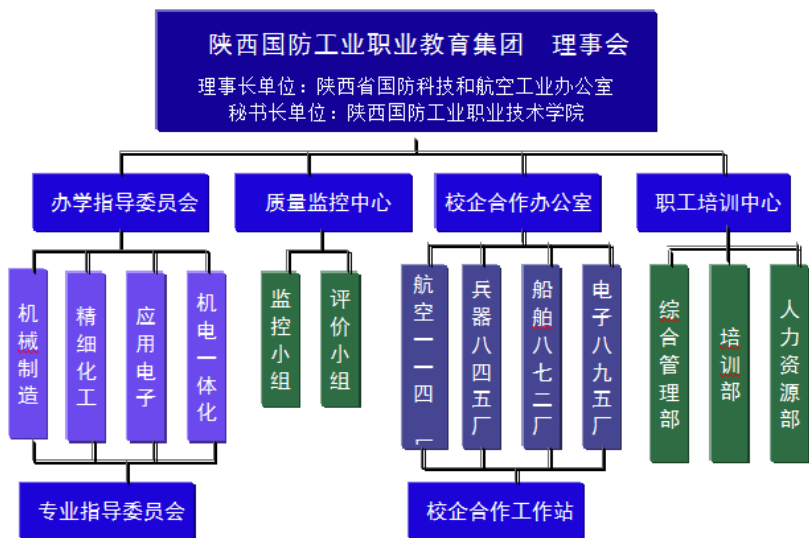 陕西国防工业职业教育集团 理事会
理事长单位：陕西省国防科技和航空工业办公室
秘书长单位：陕西国防工业职业技术学院
办学指导委员会
质量监控中心
校企合作办公室
职工培训中心
机械制造
精细化工
应用电子
机电一体化
监控小组
评价小组
航空一一四厂
兵器八四五厂
船舶八七二厂
电子八九五厂
综合管理部
培训部
人力资源部
专业指导委员会
校企合作工作站